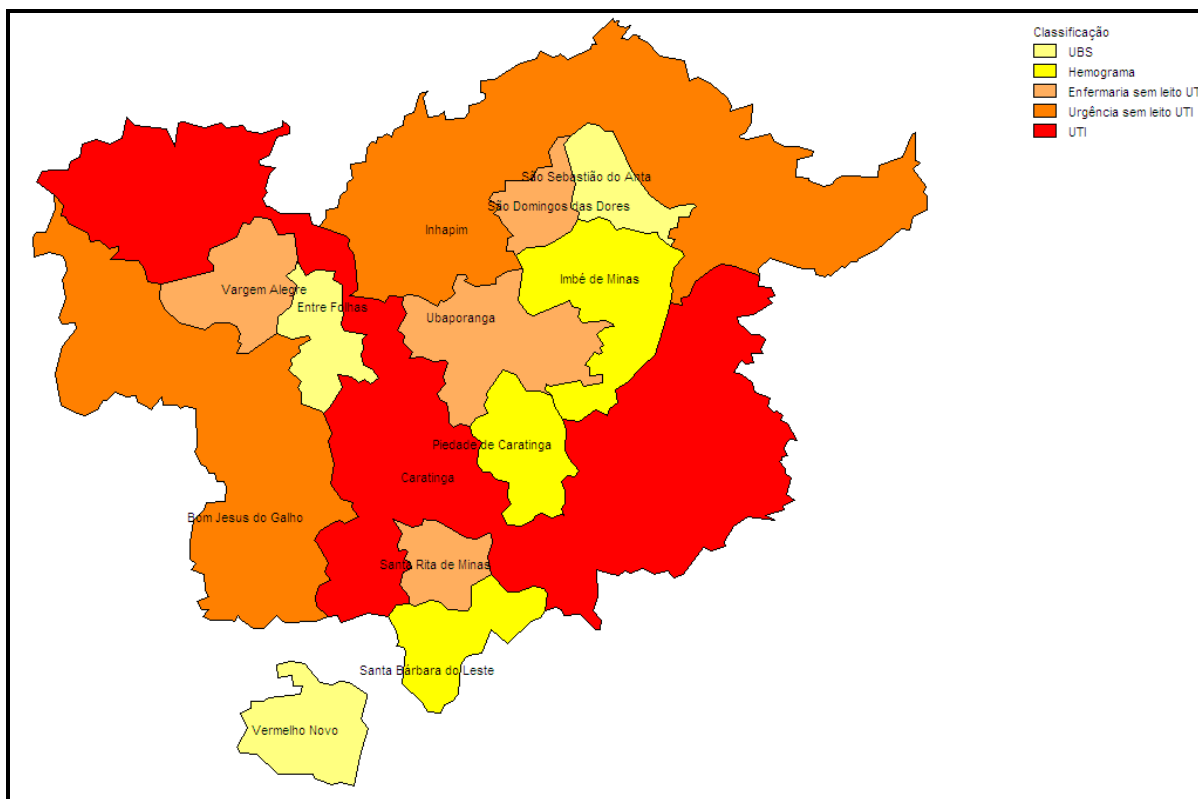 Classificação
UBS
Hemograma
Enfermaria sem leito UT
Urgência sem leito UTI
UTI
São Sebastião do Anta
São Domingos das Dores
Inhapim
Imbé de Minas
Vargem Alegre
Entre Folhas
Ubaporanga
Piedade de Caratinga
Caratinga
Bom Jesus do Galho
Santa Rita de Minas
Santa Bárbara do Leste
Vermelho Novo